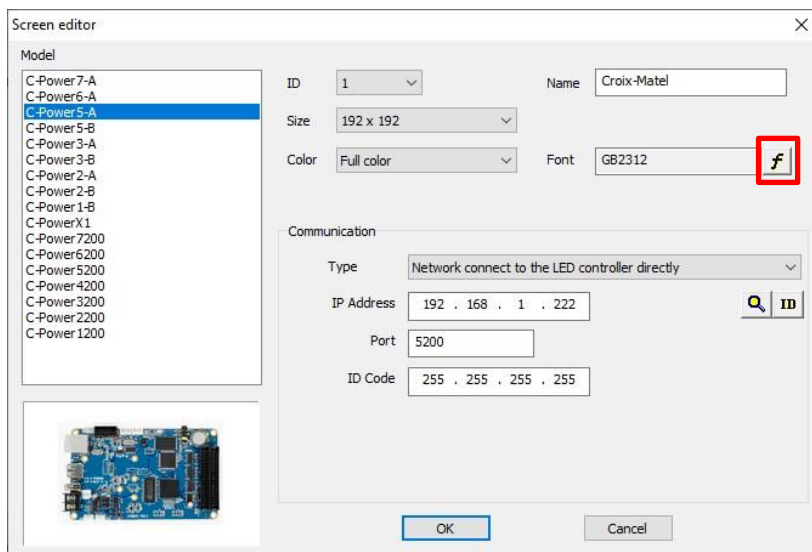 Screen editor
Model
C-Power7-A
C-Power6-A
C-Power5-A
C-Power5-B
C-Power3-A
C-Power3-B
C-Power2-A
C-Power2-B
C-Power1-B
C-PowerX1
C-Power7200
C-Power6200
C-Power5200
C-Power4200
C-Power3200
C-Power2200
C-Power1200
ID 1 Name Croix-Matel
Size 192 x 192
Color Full color Font GB2312 f
Communication
Type Network connect to the LED controller directly
IP Address 192 . 168 . 1 . 222 ID
Port 5200
ID Code 255 . 255 . 255 . 255
OK Cancel